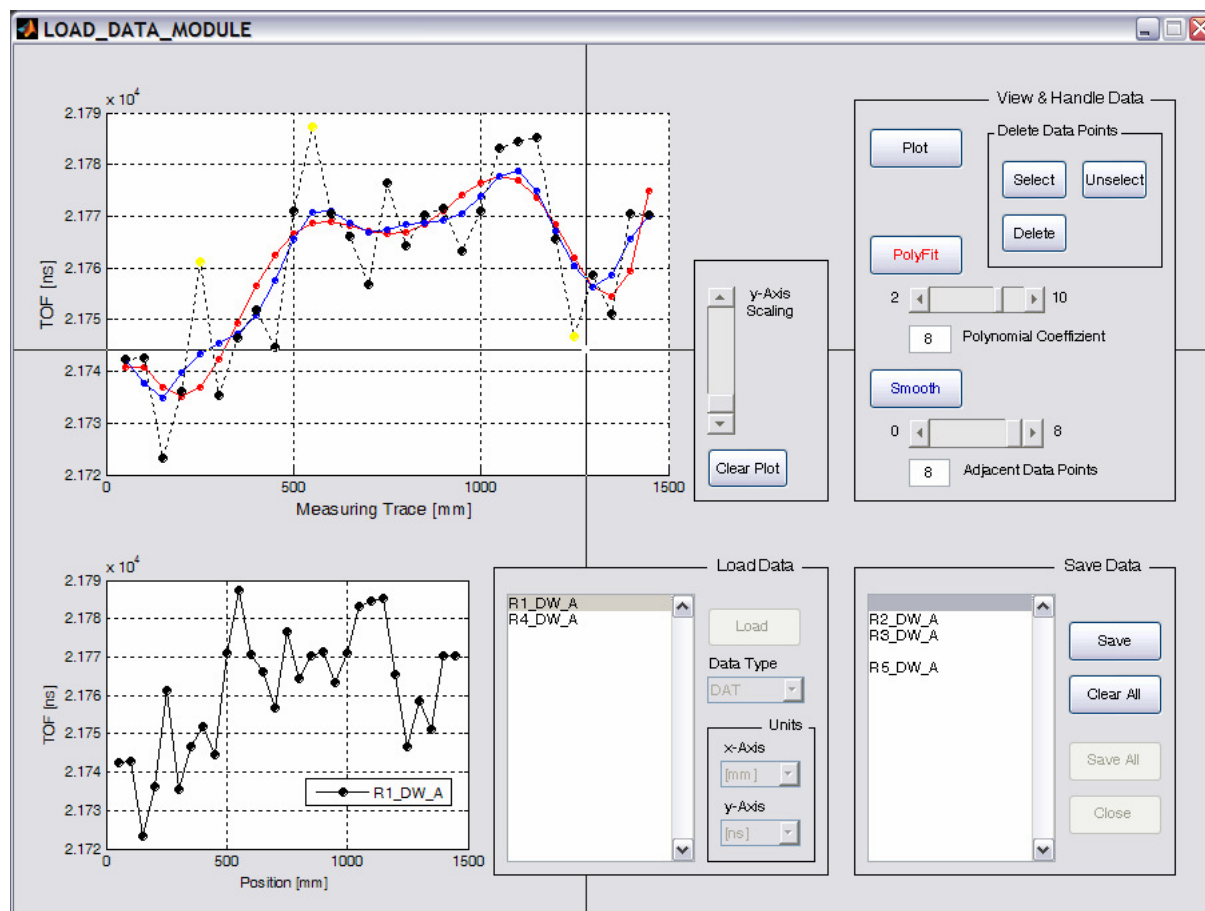 LOAD_DATA_MODULE
× 10⁴
2.179
2.178
2.177
2.176
2.175
2.174
2.173
2.172
TOF [ns]
0 500 1000 1500
Measuring Trace [mm]
y-Axis
Scaling
Clear Plot
View & Handle Data
Plot
Delete Data Points
Select Unselect
Delete
PolyFit
2 10
8 Polynomial Coeffizient
Smooth
0 8
8 Adjacent Data Points
× 10⁴
2.179
2.178
2.177
2.176
2.175
2.174
2.173
2.172
TOF [ns]
R1_DW_A
0 500 1000 1500
Position [mm]
Load Data
R1_DW_A
R4_DW_A
Load
Data Type
DAT
Units
x-Axis
[mm]
y-Axis
[ns]
Save Data
R2_DW_A
R3_DW_A
R5_DW_A
Save
Clear All
Save All
Close